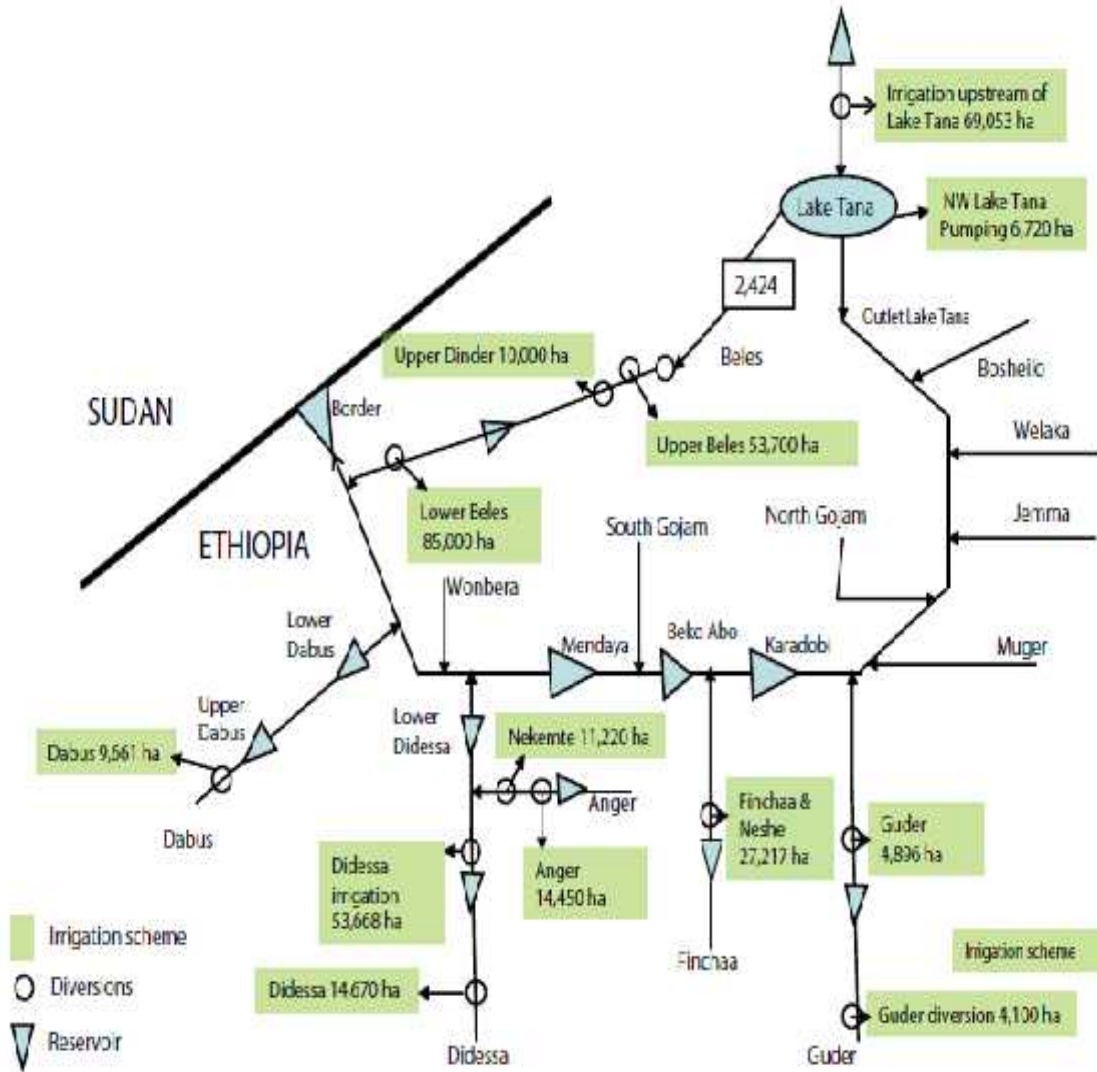 Irrigation upstream of
Lake Tana 69,053 ha
Lake Tana
NW Lake Tana
Pumping 6,720 ha
2,424
Outlet Lake Tana
Beles
Bosheilo
Upper Dinder 10,000 ha
SUDAN
Border
Upper Beles 53,700 ha
Welaka
Lower Beles
85,000 ha
South Gojam
North Gojam
Jemma
ETHIOPIA
Wonbera
Lower
Dabus
Mendaya
Beko Abo
Karadobi
Muger
Upper
Dabus
Lower
Didessa
Nekemte 11,220 ha
Dabus 9,661 ha
Anger
Finchaa &
Neshe
27,217 ha
Guder
4,896 ha
Dabus
Didessa
irrigation
53,668 ha
Anger
14,450 ha
Irrigation scheme
Finchaa
Irrigation scheme
Diversions
Didessa 14,670 ha
Guder diversion 4,100 ha
Reservoir
Didessa
Guder